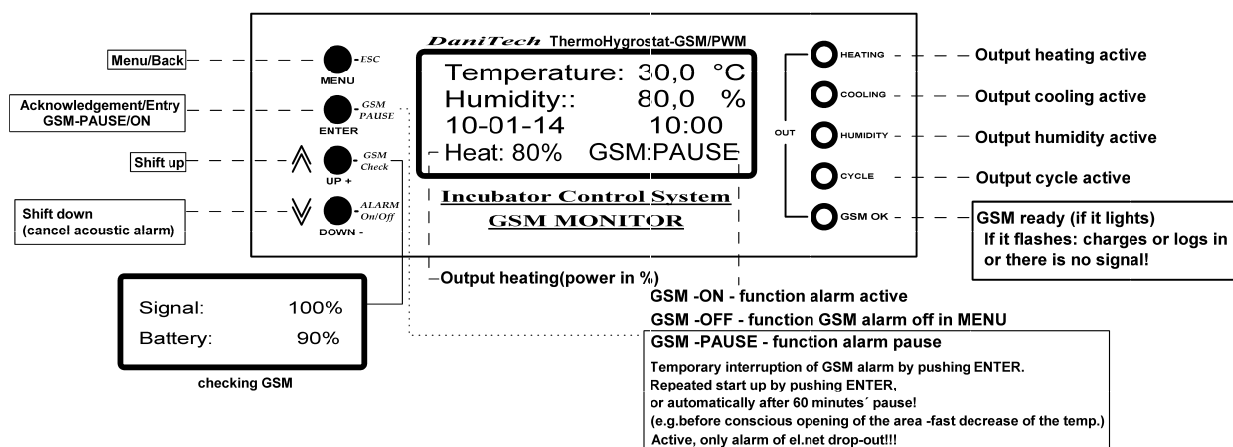 DaniTech ThermoHygrostat-GSM/PWM
Menu/Back
ESC
MENU
Acknowledgement/Entry
GSM-PAUSE/ON
GSM
PAUSE
ENTER
Shift up
GSM
Check
UP +
Shift down
(cancel acoustic alarm)
ALARM
On/Off
DOWN -
Temperature: 30,0 °C
Humidity:: 80,0 %
10-01-14 10:00
Heat: 80% GSM:PAUSE
Incubator Control System
GSM MONITOR
OUT
HEATING
Output heating active
COOLING
Output cooling active
HUMIDITY
Output humidity active
CYCLE
Output cycle active
GSM OK
GSM ready (if it lights)
If it flashes: charges or logs in
or there is no signal!
Output heating(power in %)
Signal: 100%
Battery: 90%
checking GSM
GSM -ON - function alarm active
GSM -OFF - function GSM alarm off in MENU
GSM -PAUSE - function alarm pause
Temporary interruption of GSM alarm by pushing ENTER.
Repeated start up by pushing ENTER,
or automatically after 60 minutes´ pause!
(e.g.before conscious opening of the area -fast decrease of the temp.)
Active, only alarm of el.net drop-out!!!